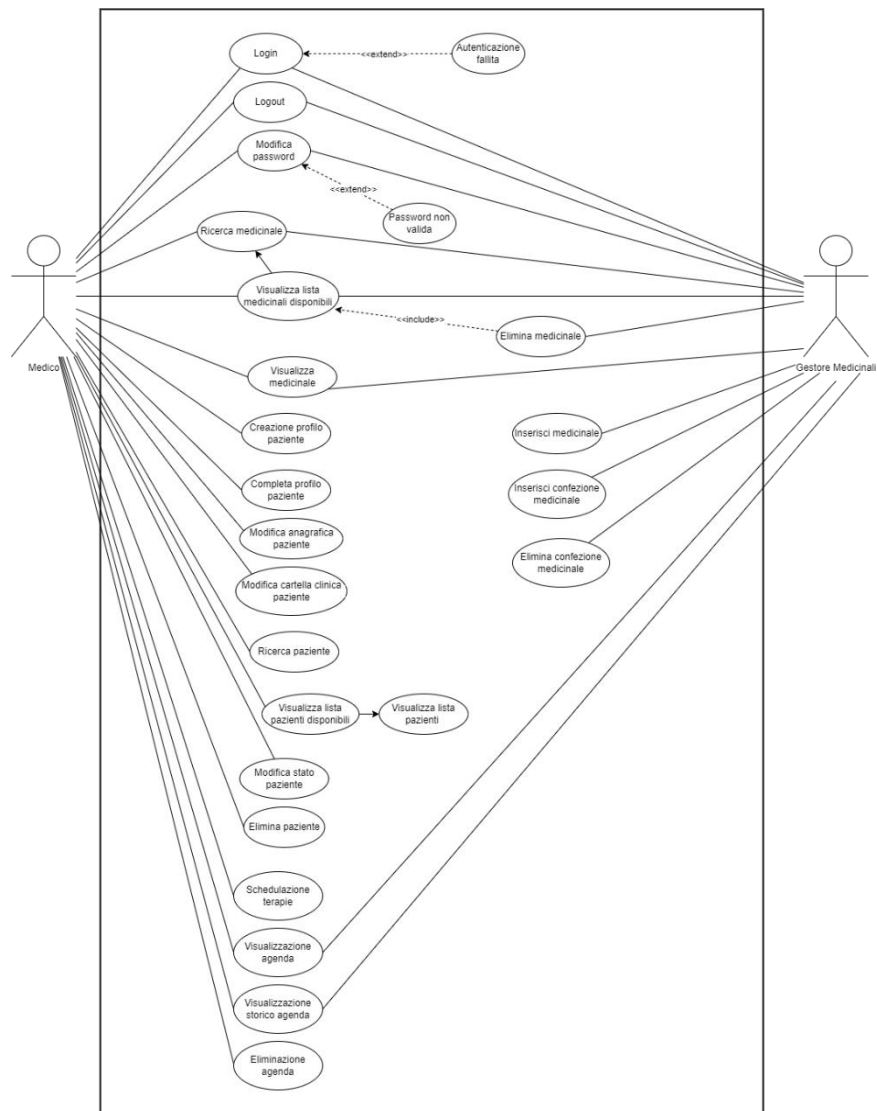 Login
<<extend>>
Autenticazione
fallita
Logout
Modifica
password
<<extend>>
Password non
valida
Ricerca medicinale
Visualizza lista
medicinali disponibili
<<include>>
Elimina medicinale
Medico
Gestore Medicinali
Visualizza
medicinale
Creazione profilo
paziente
Inserisci medicinale
Completa profilo
paziente
Inserisci confezione
medicinale
Modifica anagrafica
paziente
Elimina confezione
medicinale
Modifica cartella clinica
paziente
Ricerca paziente
Visualizza lista
pazienti disponibili
Visualizza lista
pazienti
Modifica stato
paziente
Elimina paziente
Schedulazione
terapie
Visualizzazione
agenda
Visualizzazione
storico agenda
Eliminazione
agenda